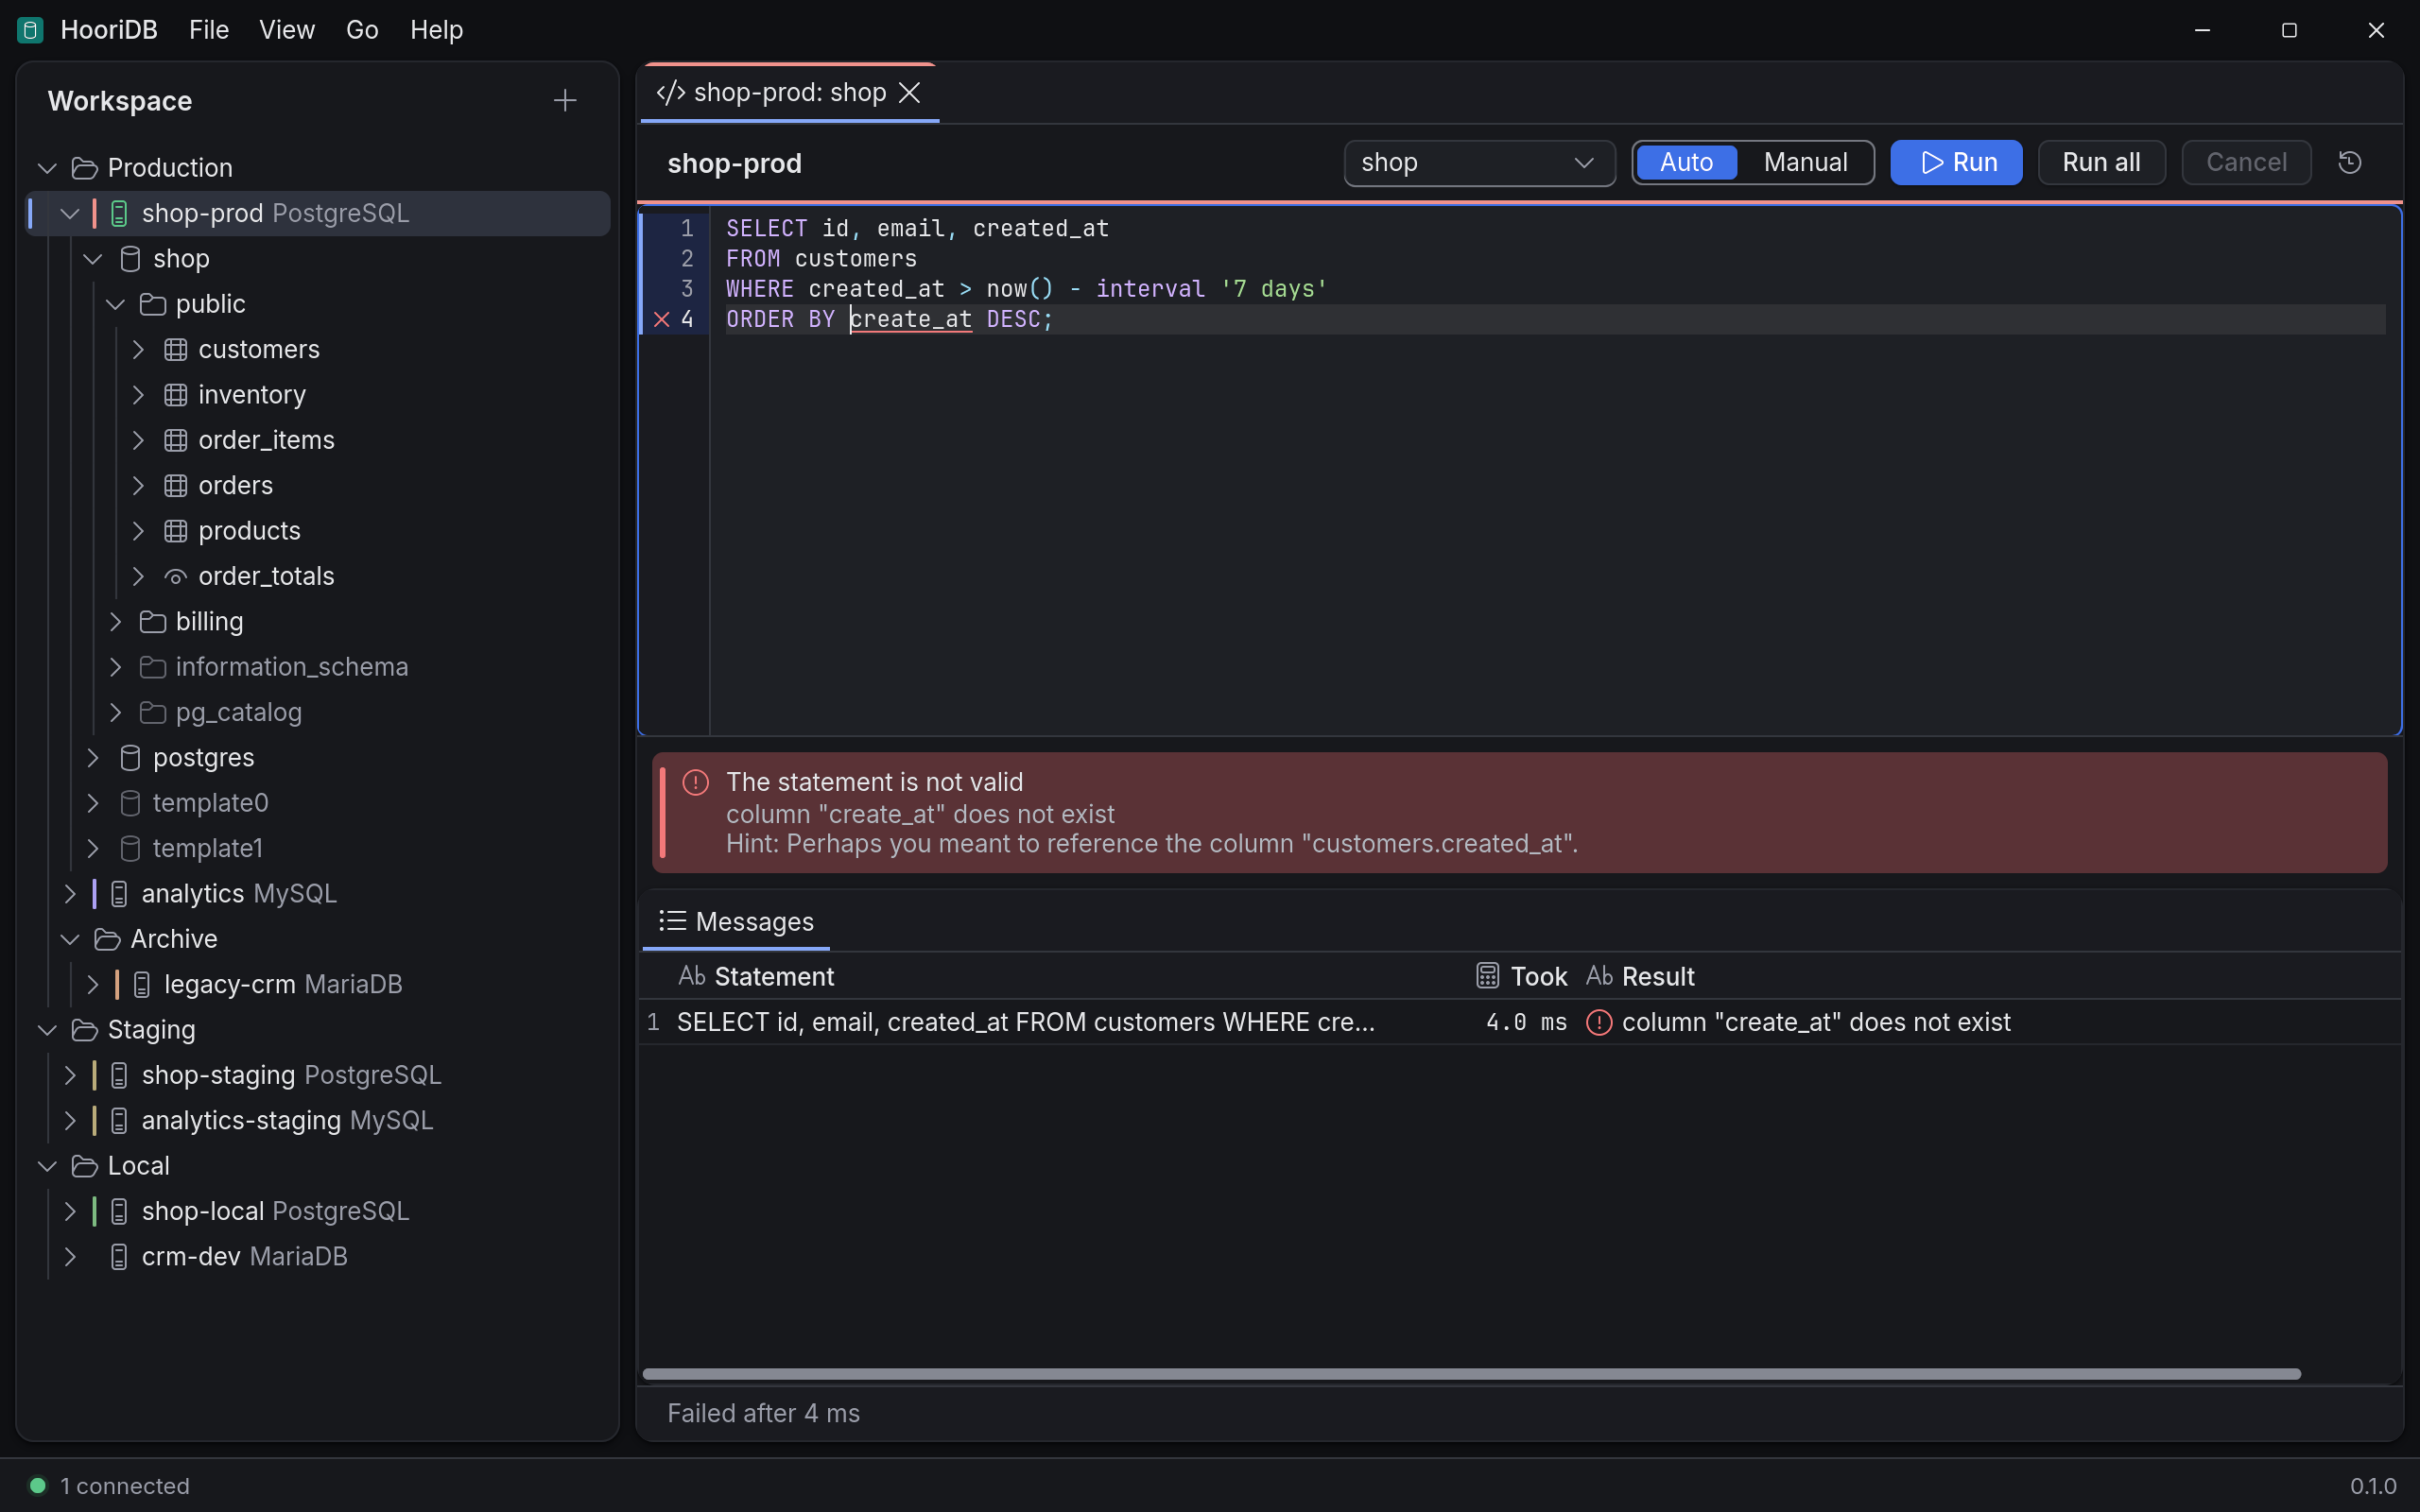 HooriDB File View Go Help
Workspace
Production
shop-prod PostgreSQL
shop
public
customers
inventory
order_items
orders
products
order_totals
billing
information_schema
pg_catalog
postgres
template0
template1
analytics MySQL
Archive
legacy-crm MariaDB
Staging
shop-staging PostgreSQL
analytics-staging MySQL
Local
shop-local PostgreSQL
crm-dev MariaDB
shop-prod: shop
shop-prod shop Auto Manual Run Run all Cancel
1 SELECT id, email, created_at
2 FROM customers
3 WHERE created_at > now() - interval '7 days'
4 ORDER BY create_at DESC;
The statement is not valid
column "create_at" does not exist
Hint: Perhaps you meant to reference the column "customers.created_at".
Messages
Ab Statement Took Ab Result
1 SELECT id, email, created_at FROM customers WHERE cre... 4.0 ms column "create_at" does not exist
Failed after 4 ms
1 connected 0.1.0